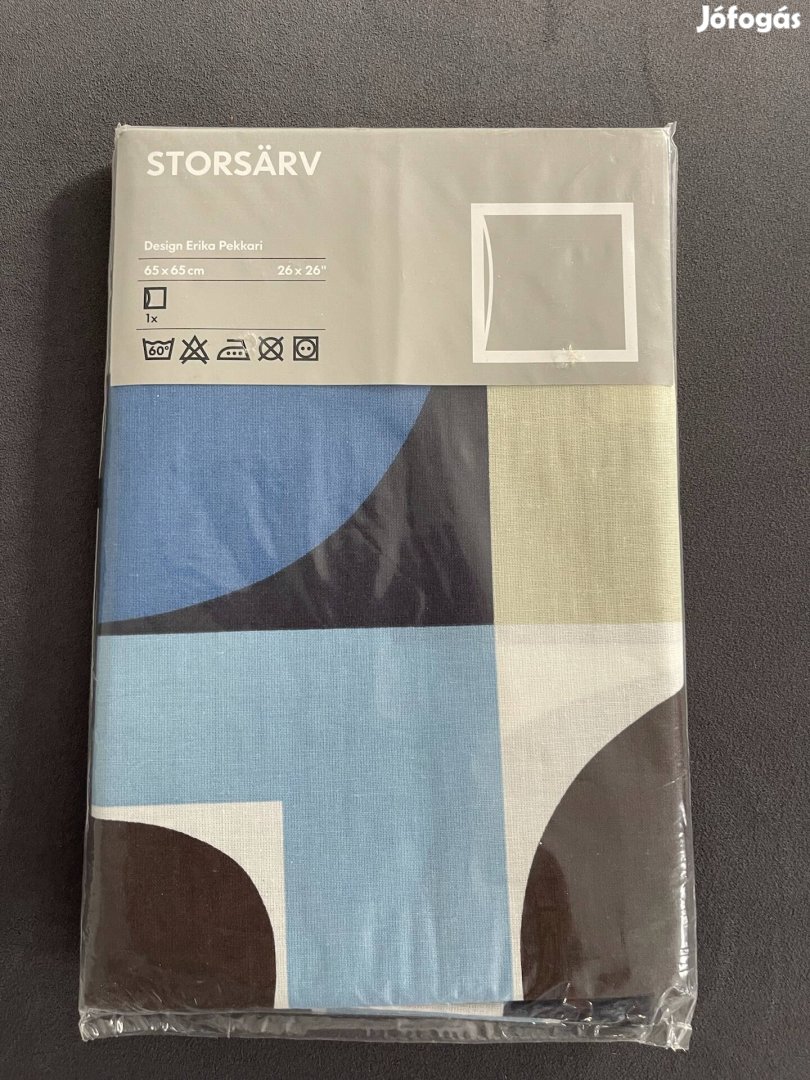 Jófogás
STORSÄRV
Design Erika Pekkari
65 x 65 cm 26 x 26"
1x
60°